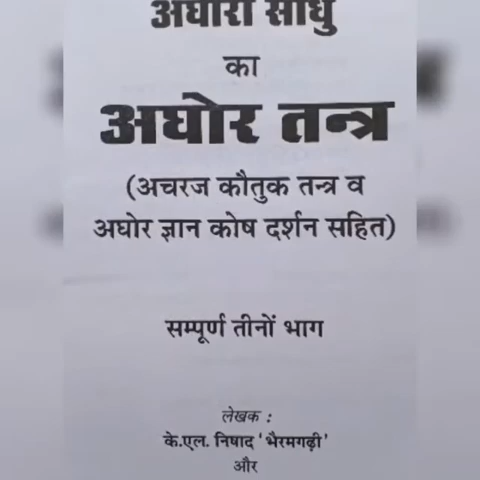 अघोरी साधु
का
अघोर तन्त्र
(अचरज कौतुक तन्त्र व
अघोर ज्ञान कोष दर्शन सहित)
सम्पूर्ण तीनों भाग
लेखक :
के.एल. निषाद 'भैरमगढ़ी'
और